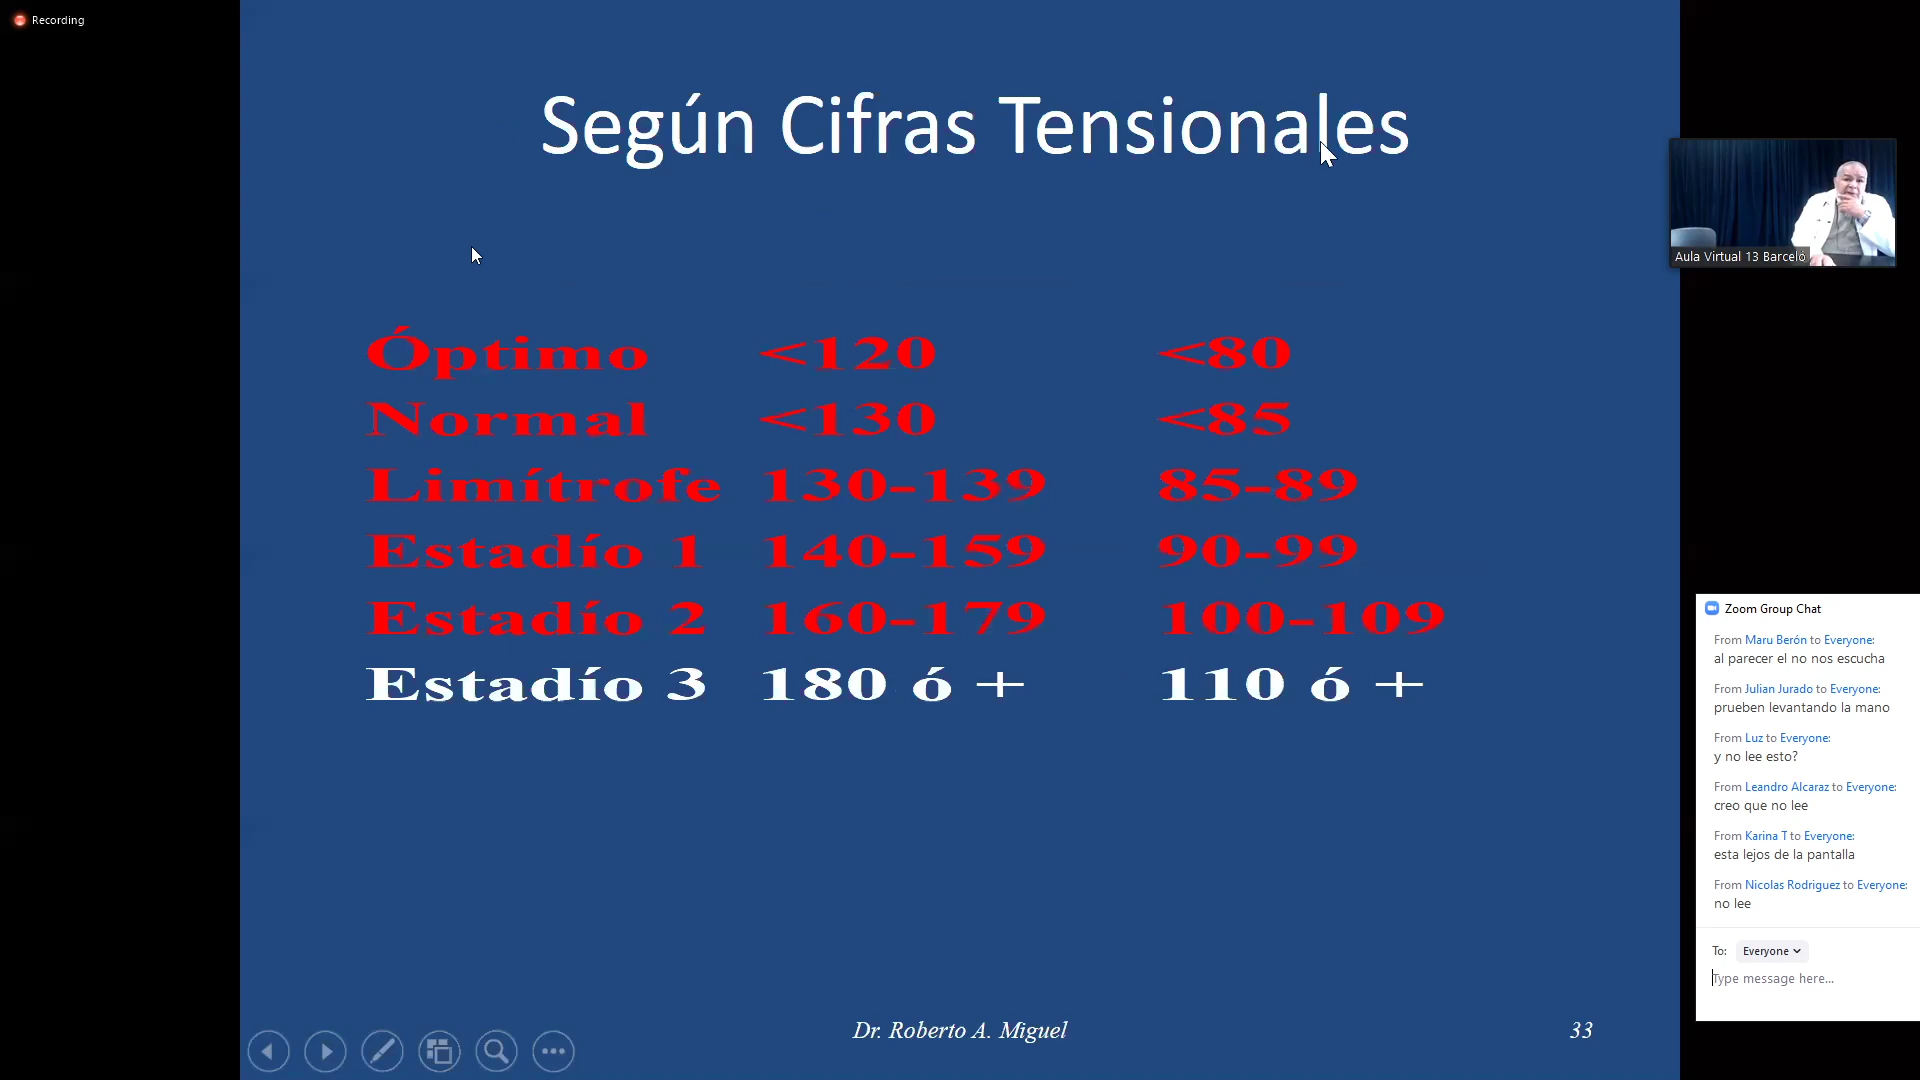 Recording
Según Cifras Tensionales
Óptimo <120 <80
Normal <130 <85
Limítrofe 130-139 85-89
Estadío 1 140-159 90-99
Estadío 2 160-179 100-109
Estadío 3 180 ó + 110 ó +
Dr. Roberto A. Miguel
33
Aula Virtual 13 Barceló
Zoom Group Chat
From Maru Berón to Everyone:
al parecer el no nos escucha
From Julian Jurado to Everyone:
prueben levantando la mano
From Luz to Everyone:
y no lee esto?
From Leandro Alcaraz to Everyone:
creo que no lee
From Karina T to Everyone:
esta lejos de la pantalla
From Nicolas Rodriguez to Everyone:
no lee
To: Everyone
Type message here...